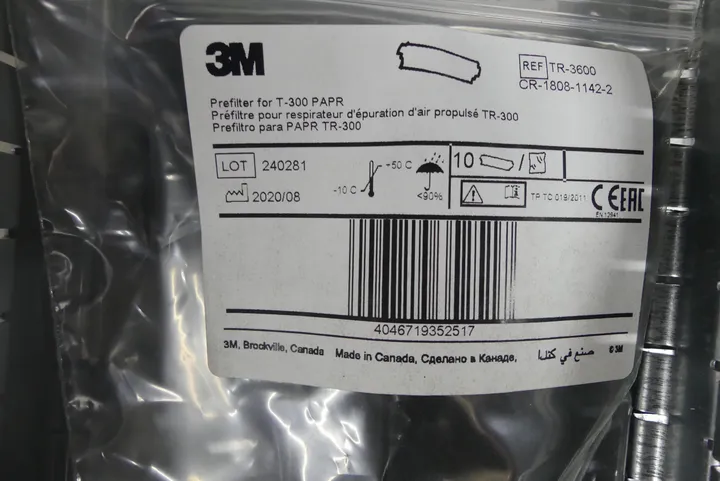 3M
REF TR-3600
CR-1808-1142-2
Prefilter for T-300 PAPR
Préfiltre pour respirateur d'épuration d'air propulsé TR-300
Prefiltro para PAPR TR-300
LOT 240281
2020/08
-10 C
+50 C
<90%
10 /
TP TC 019/2011
CE EAC
EN 12941
4046719352517
3M, Brockville, Canada Made in Canada, Сделано в Канаде, صنع في كندا © 3M